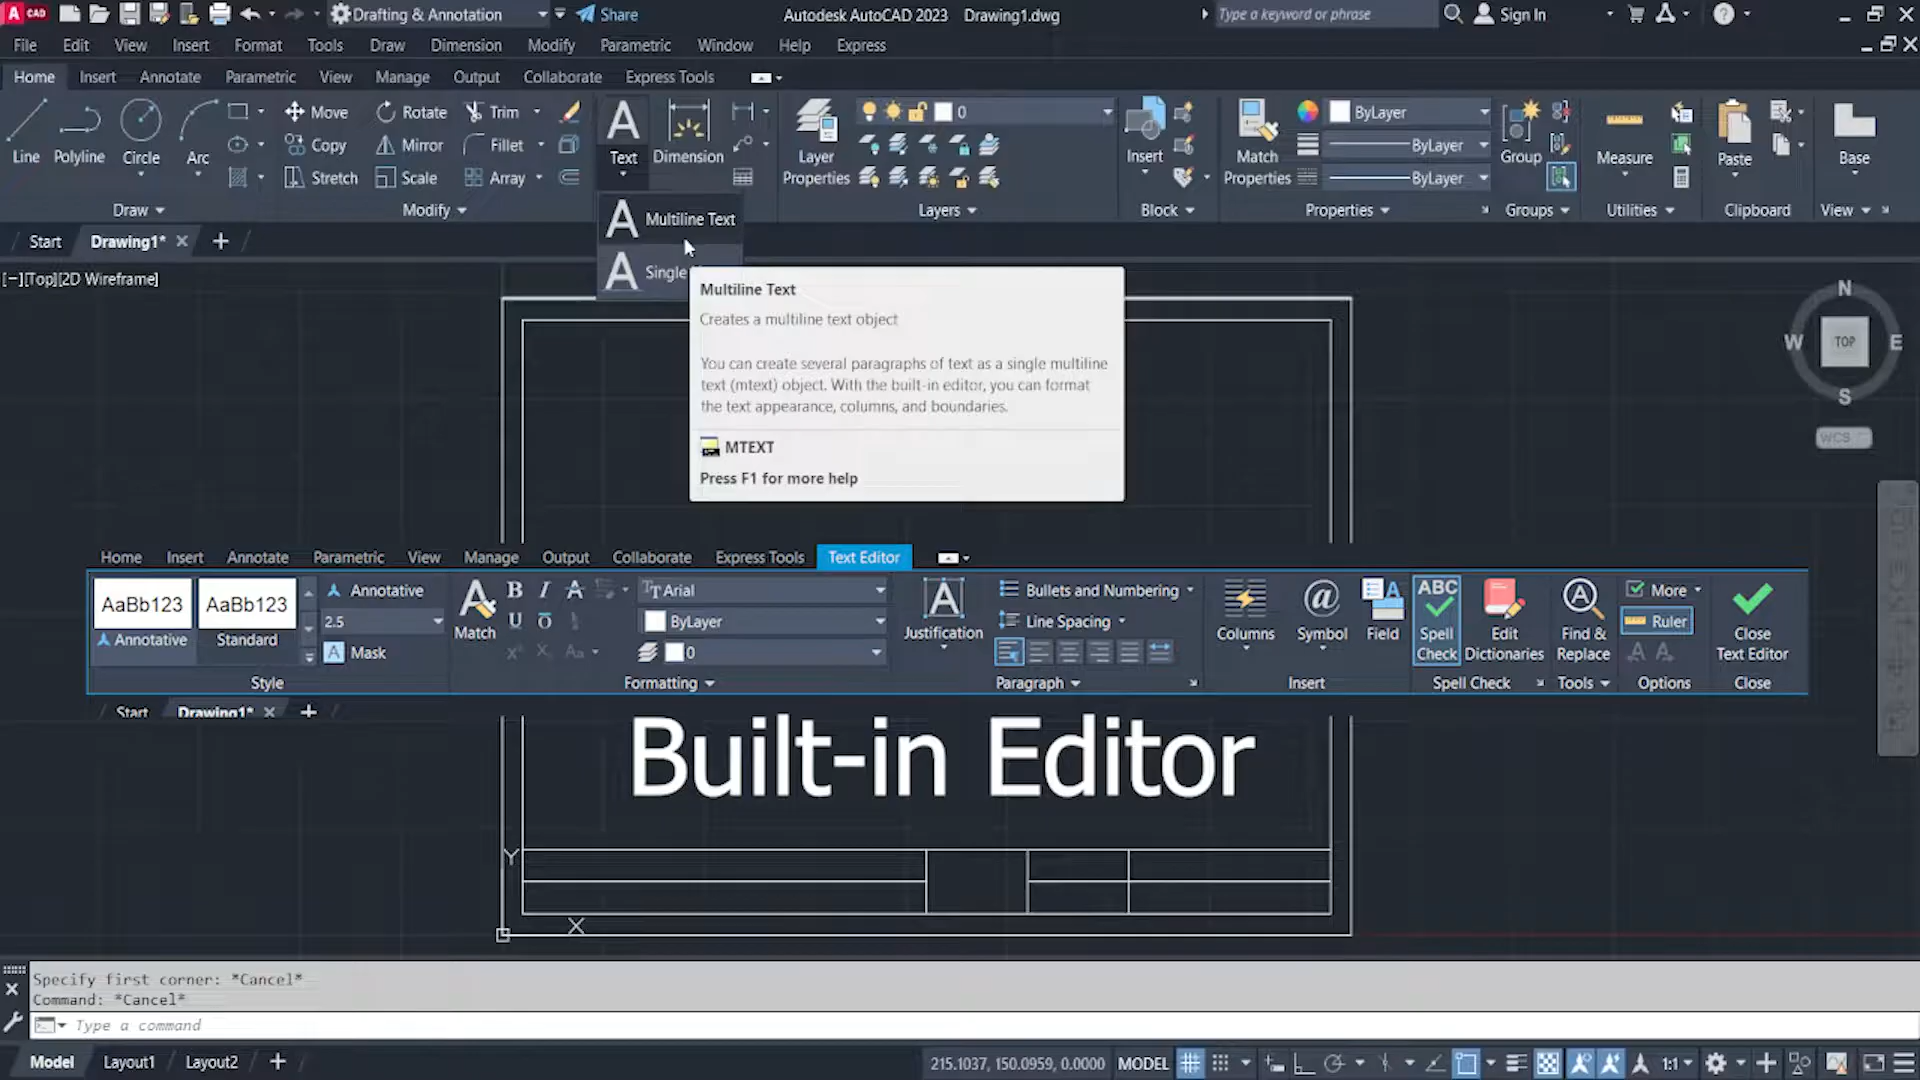 A CAD Drafting & Annotation Share Autodesk AutoCAD 2023 Drawing1.dwg Type a keyword or phrase Sign In
File Edit View Insert Format Tools Draw Dimension Modify Parametric Window Help Express
Home Insert Annotate Parametric View Manage Output Collaborate Express Tools
Move Rotate Trim 0 ByLayer
Copy Mirror Fillet ByLayer
Line Polyline Circle Arc Text Dimension Layer Insert Match Group Measure Paste Base
Stretch Scale Array Properties Properties ByLayer
Draw Modify Layers Block Properties Groups Utilities Clipboard View
Start Drawing1* +
Multiline Text
Single
[−][Top][2D Wireframe]
Multiline Text
Creates a multiline text object
You can create several paragraphs of text as a single multiline
text (mtext) object. With the built-in editor, you can format
the text appearance, columns, and boundaries.
MTEXT
Press F1 for more help
N
W TOP E
S
WCS
Home Insert Annotate Parametric View Manage Output Collaborate Express Tools Text Editor
AaBb123 AaBb123 Annotative B I A Arial A Bullets and Numbering @ A ABC More
2.5 U O ByLayer Line Spacing Ruler
Annotative Standard Match Justification Columns Symbol Field Spell Edit Find & Close
Mask 0 Check Dictionaries Replace Text Editor
Style Formatting Paragraph Insert Spell Check Tools Options Close
Start Drawing1* +
Built-in Editor
Y
X
Specify first corner: *Cancel*
Command: *Cancel*
Type a command
Model Layout1 Layout2 + 215.1037, 150.0959, 0.0000 MODEL 1:1